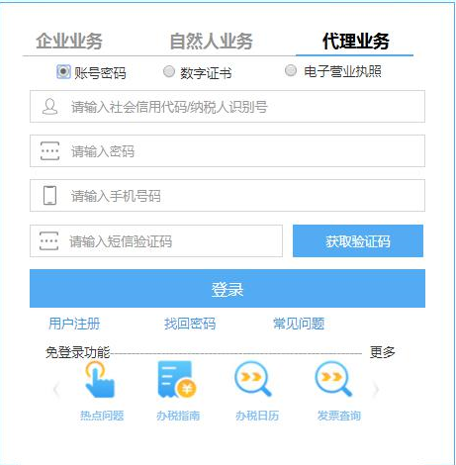 企业业务 自然人业务 代理业务
账号密码 数字证书 电子营业执照
请输入社会信用代码/纳税人识别号
请输入密码
请输入手机号码
请输入短信验证码 获取验证码
登录
用户注册 找回密码 常见问题
免登录功能 更多
热点问题 办税指南 办税日历 发票查询